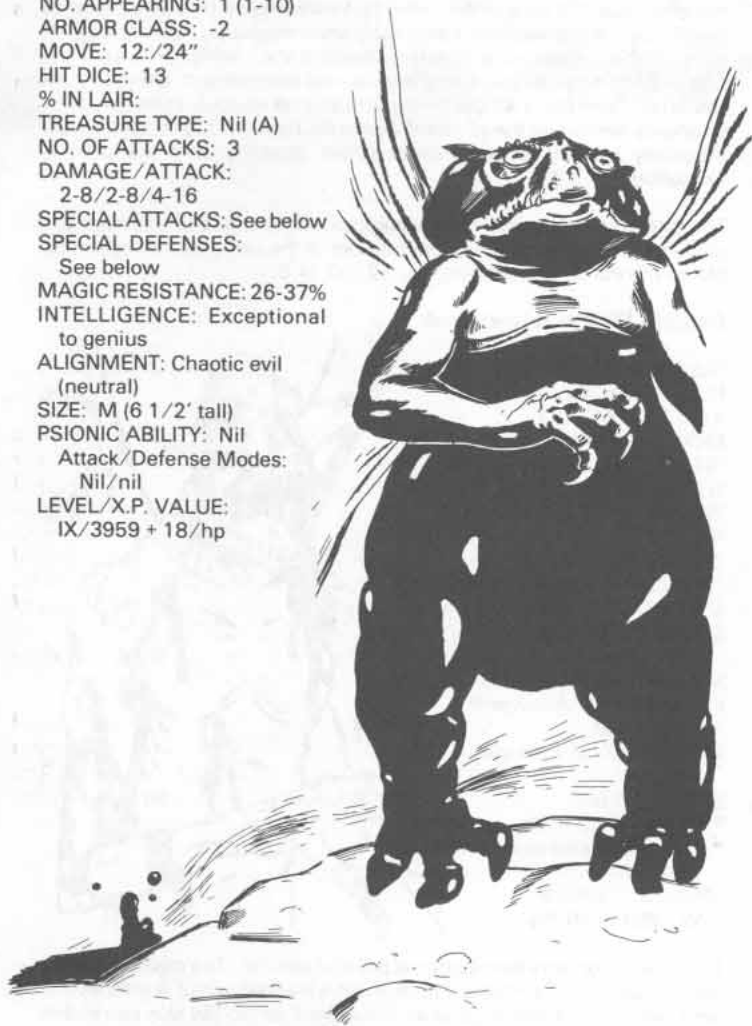 NO. APPEARING: 1 (1-10)
ARMOR CLASS: -2
MOVE: 12:/24"
HIT DICE: 13
% IN LAIR:
TREASURE TYPE: Nil (A)
NO. OF ATTACKS: 3
DAMAGE/ATTACK:
2-8/2-8/4-16
SPECIAL ATTACKS: See below
SPECIAL DEFENSES:
See below
MAGIC RESISTANCE: 26-37%
INTELLIGENCE: Exceptional
to genius
ALIGNMENT: Chaotic evil
(neutral)
SIZE: M (6 1/2' tall)
PSIONIC ABILITY: Nil
Attack/Defense Modes:
Nil/nil
LEVEL/X.P. VALUE:
IX/3959 + 18/hp